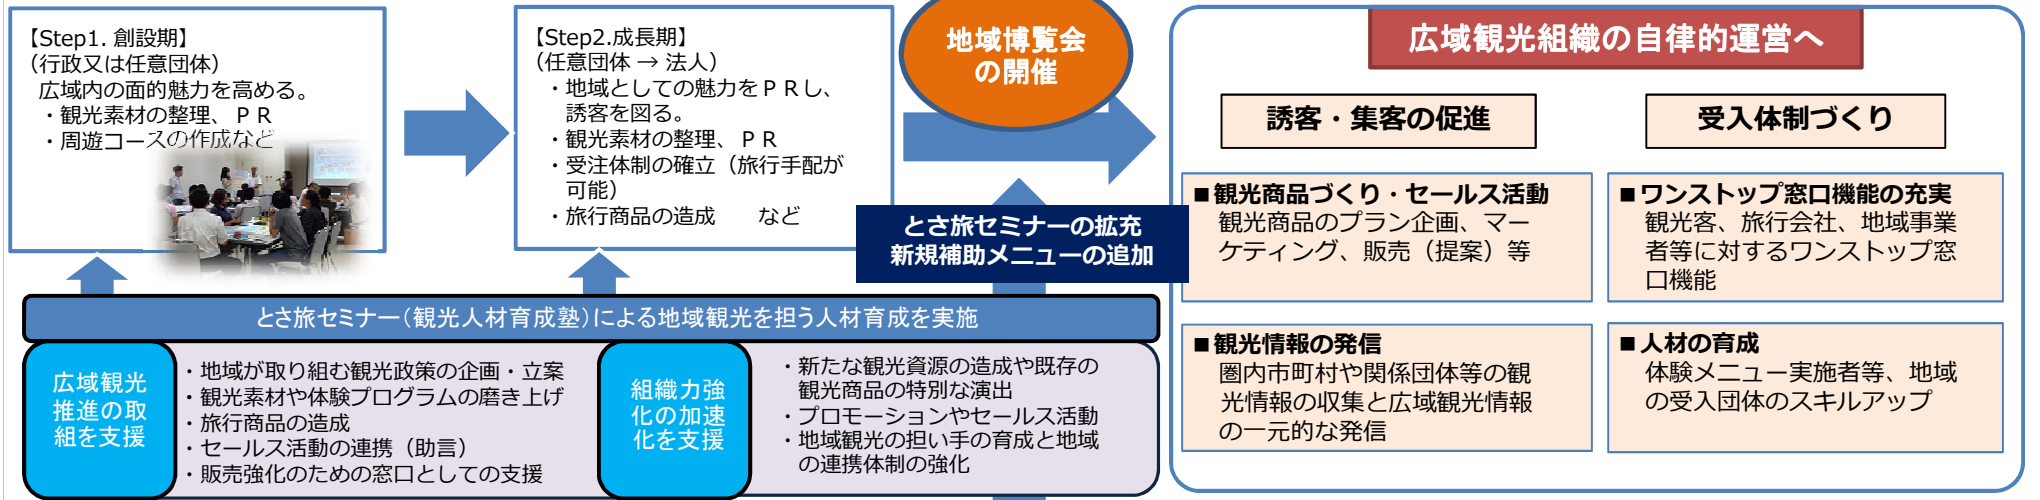 【Step1. 創設期】
（行政又は任意団体）
広域内の面的魅力を高める。
・観光素材の整理、ＰＲ
・周遊コースの作成など
【Step2.成長期】
（任意団体 → 法人）
・地域としての魅力をＰＲし、
誘客を図る。
・観光素材の整理、ＰＲ
・受注体制の確立（旅行手配が
可能）
・旅行商品の造成　　など
地域博覧会
の開催
とさ旅セミナーの拡充
新規補助メニューの追加
とさ旅セミナー（観光人材育成塾）による地域観光を担う人材育成を実施
広域観光
推進の取
組を支援
・地域が取り組む観光政策の企画・立案
・観光素材や体験プログラムの磨き上げ
・旅行商品の造成
・セールス活動の連携（助言）
・販売強化のための窓口としての支援
組織力強
化の加速
化を支援
・新たな観光資源の造成や既存の
観光商品の特別な演出
・プロモーションやセールス活動
・地域観光の担い手の育成と地域
の連携体制の強化
広域観光組織の自律的運営へ
誘客・集客の促進
■観光商品づくり・セールス活動
観光商品のプラン企画、マー
ケティング、販売（提案）等
■観光情報の発信
圏内市町村や関係団体等の観
光情報の収集と広域観光情報
の一元的な発信
受入体制づくり
■ワンストップ窓口機能の充実
観光客、旅行会社、地域事業
者等に対するワンストップ窓
口機能
■人材の育成
体験メニュー実施者等、地域
の受入団体のスキルアップ